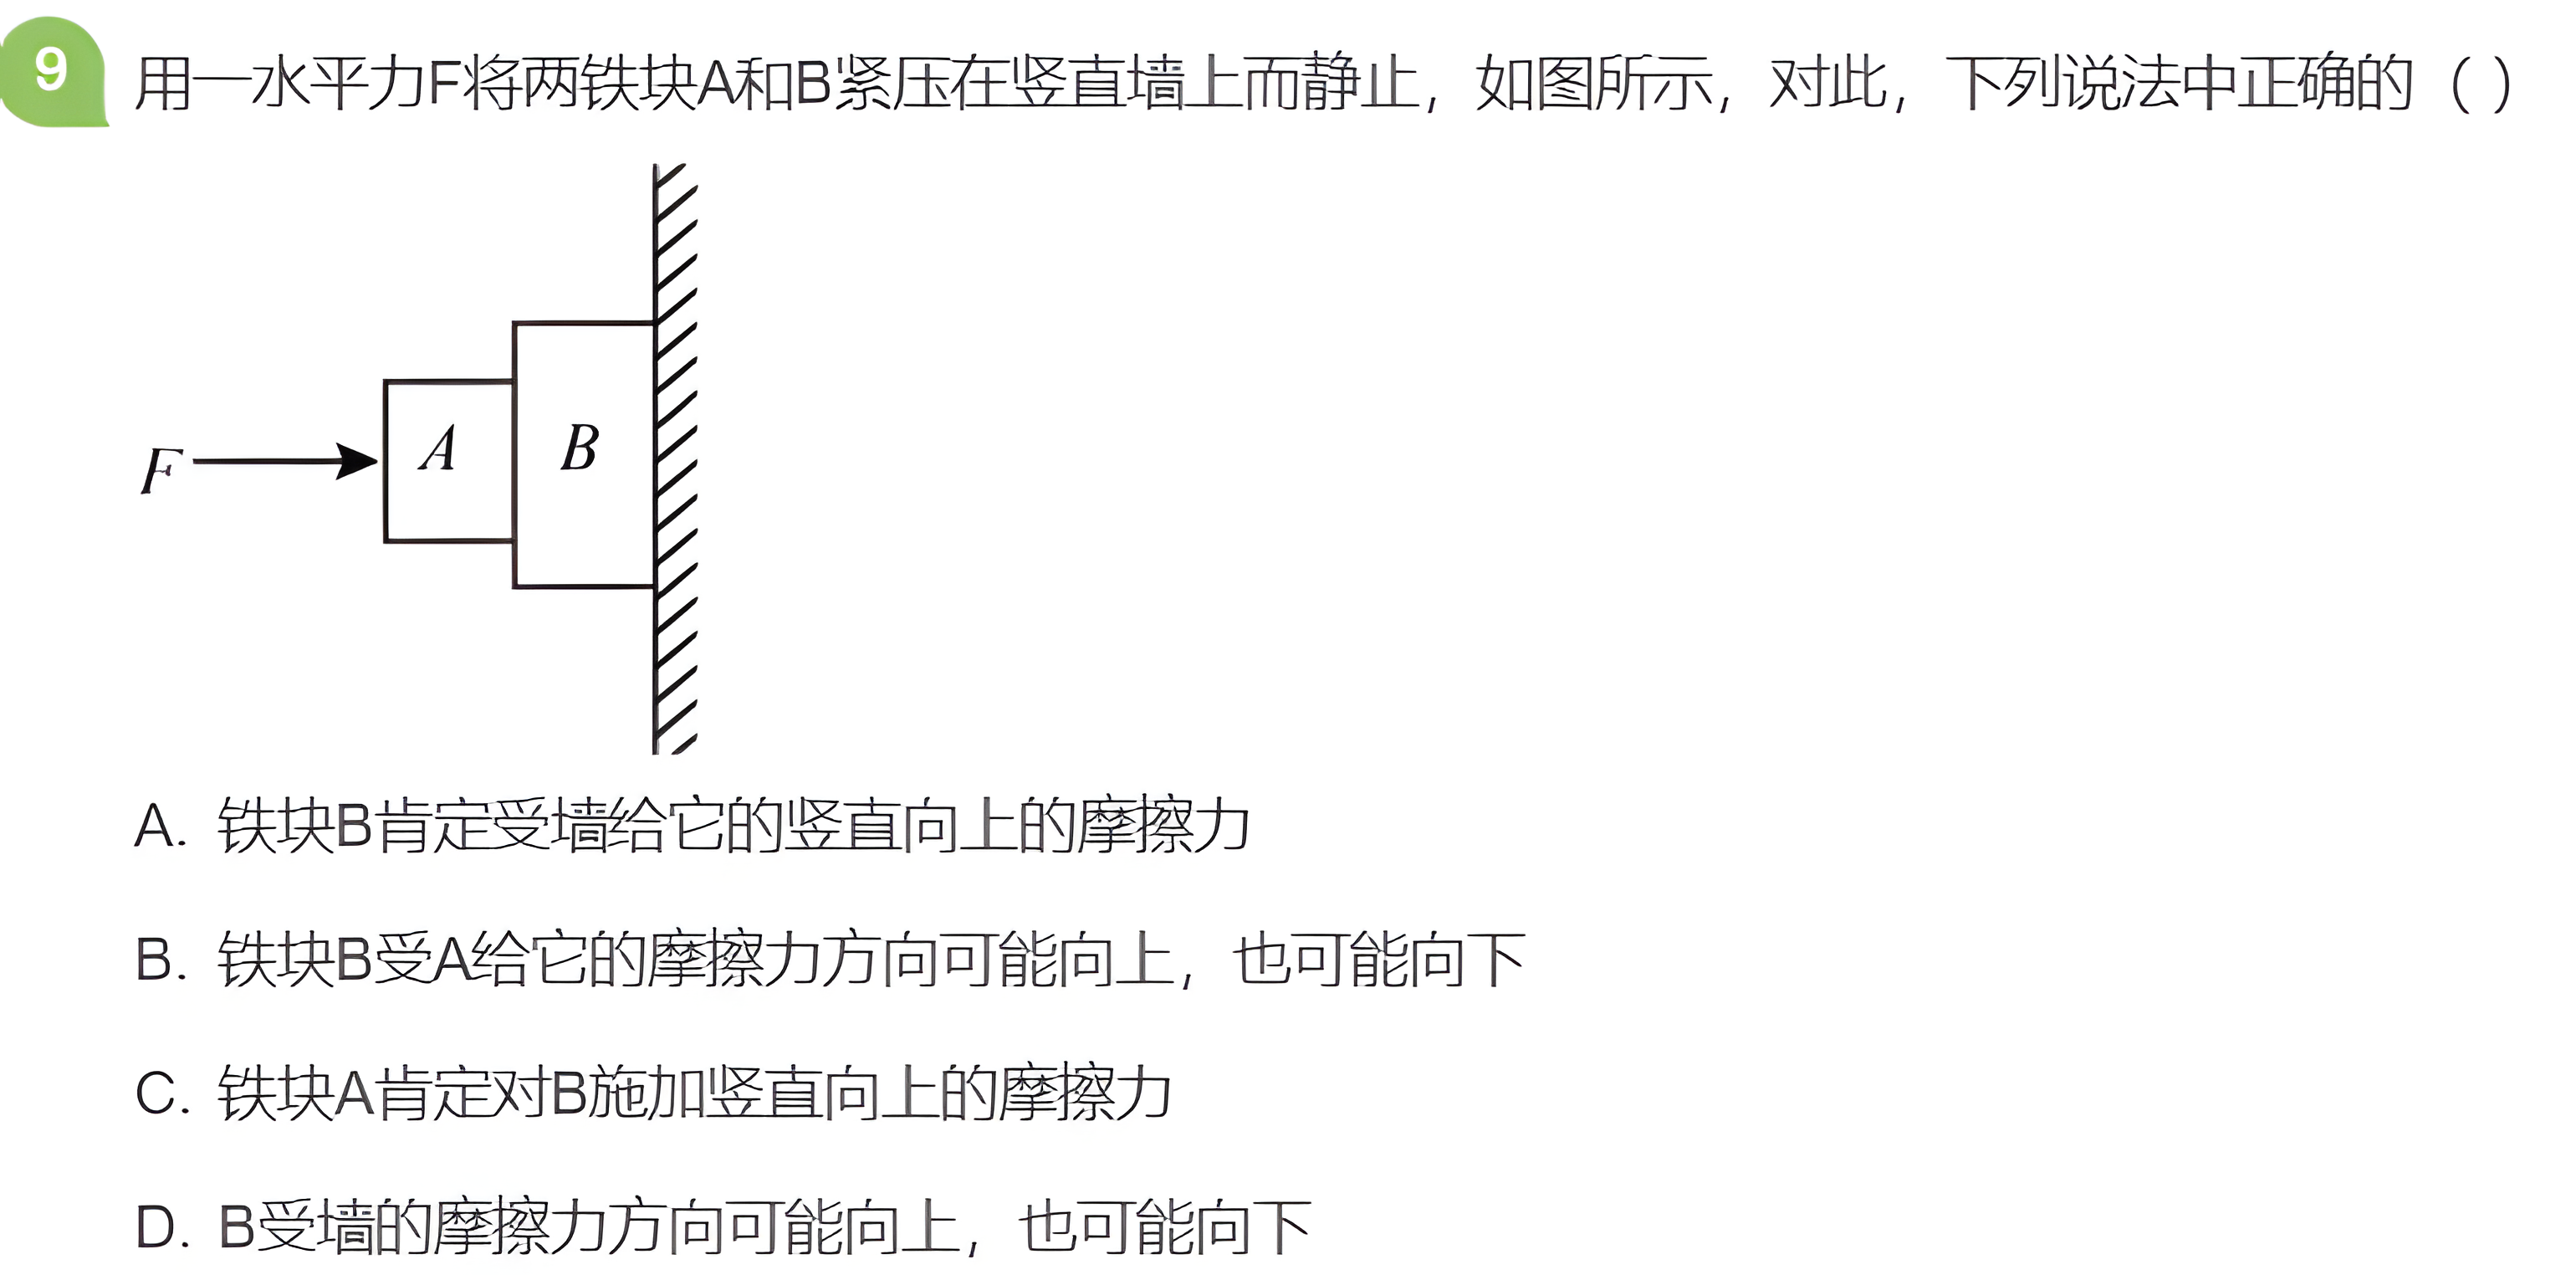 9
用一水平力F将两铁块A和B紧压在竖直墙上而静止，如图所示，对此，下列说法中正确的（ ）
F A B
A. 铁块B肯定受墙给它的竖直向上的摩擦力
B. 铁块B受A给它的摩擦力方向可能向上，也可能向下
C. 铁块A肯定对B施加竖直向上的摩擦力
D. B受墙的摩擦力方向可能向上，也可能向下